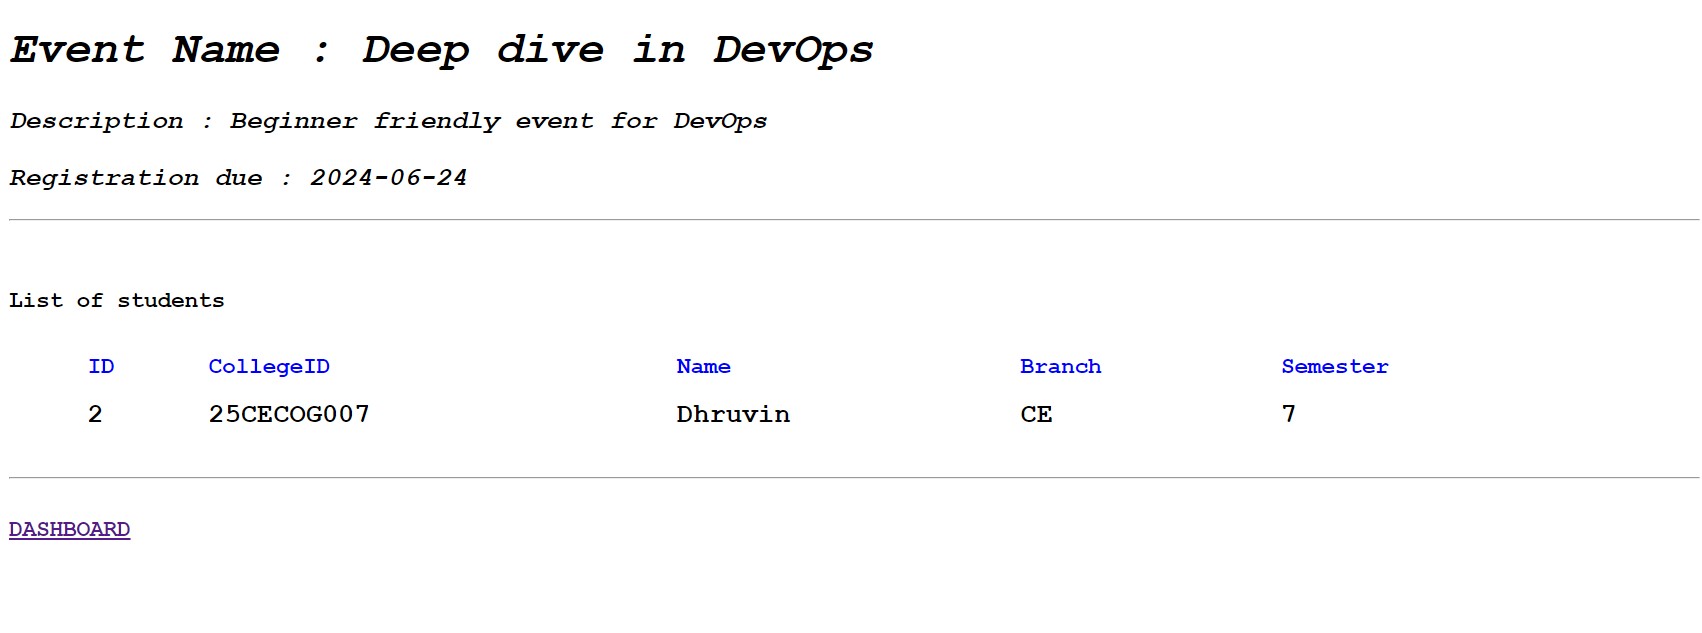 Event Name : Deep dive in DevOps
Description : Beginner friendly event for DevOps
Registration due : 2024-06-24
List of students
ID CollegeID Name Branch Semester
2 25CECOG007 Dhruvin CE 7
DASHBOARD